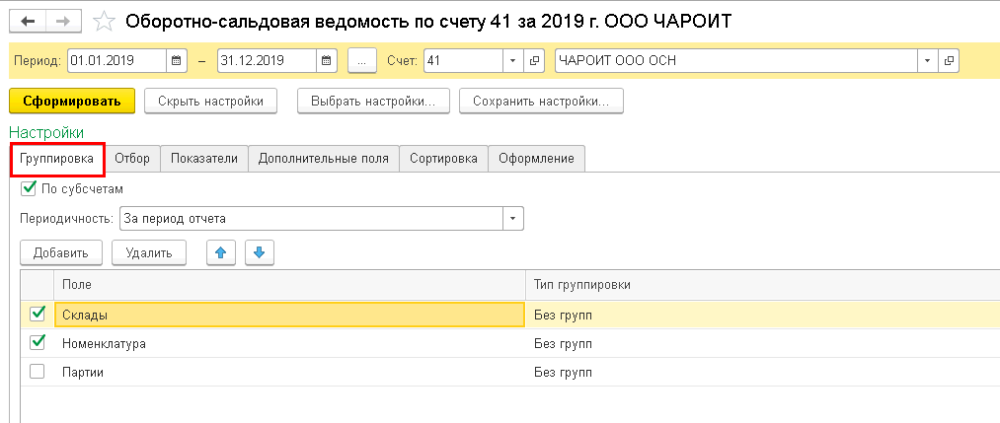 Оборотно-сальдовая ведомость по счету 41 за 2019 г. ООО ЧАРОИТ
Период: 01.01.2019 – 31.12.2019 ... Счет: 41 ЧАРОИТ ООО ОСН
Сформировать Скрыть настройки Выбрать настройки... Сохранить настройки...
Настройки
Группировка Отбор Показатели Дополнительные поля Сортировка Оформление
По субсчетам
Периодичность: За период отчета
Добавить Удалить
Поле Тип группировки
Склады Без групп
Номенклатура Без групп
Партии Без групп